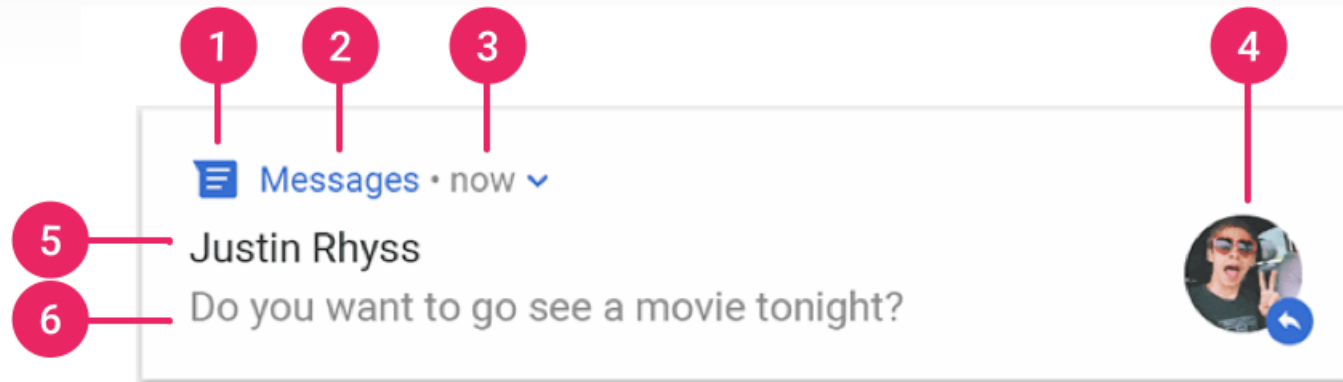 1 2 3 4
Messages • now
5 Justin Rhyss
6 Do you want to go see a movie tonight?